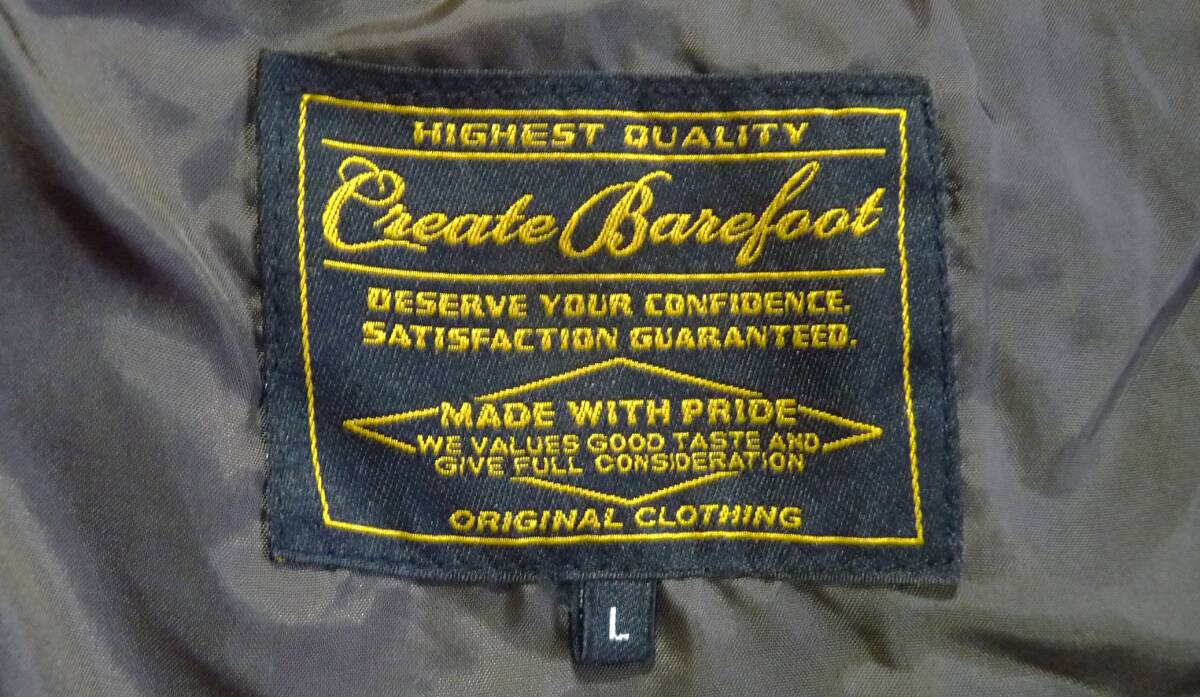 HIGHEST QUALITY
Create Barefoot
DESERVE YOUR CONFIDENCE.
SATISFACTION GUARANTEED.
MADE WITH PRIDE
WE VALUES GOOD TASTE AND
GIVE FULL CONSIDERATION
ORIGINAL CLOTHING
L